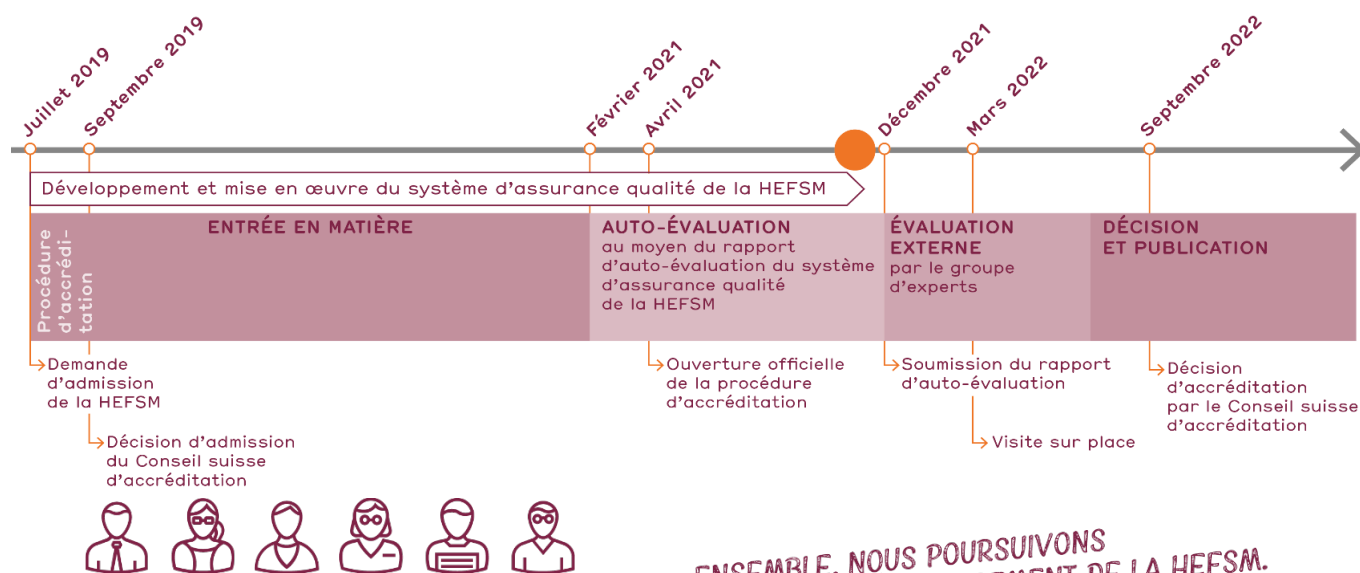 Juillet 2019
Septembre 2019
Février 2021
Avril 2021
Décembre 2021
Mars 2022
Septembre 2022
Développement et mise en œuvre du système d’assurance qualité de la HEFSM
Procédure
d’accrédi-
tation
ENTRÉE EN MATIÈRE
AUTO-ÉVALUATION
au moyen du rapport
d’auto-évaluation du système
d’assurance qualité
de la HEFSM
ÉVALUATION
EXTERNE
par le groupe
d’experts
DÉCISION
ET PUBLICATION
Demande
d’admission
de la HEFSM
Décision d’admission
du Conseil suisse
d’accréditation
Ouverture officielle
de la procédure
d’accréditation
Soumission du rapport
d’auto-évaluation
Visite sur place
Décision
d’accréditation
par le Conseil suisse
d’accréditation
ENSEMBLE, NOUS POURSUIVONS
DE LA HEFSM.